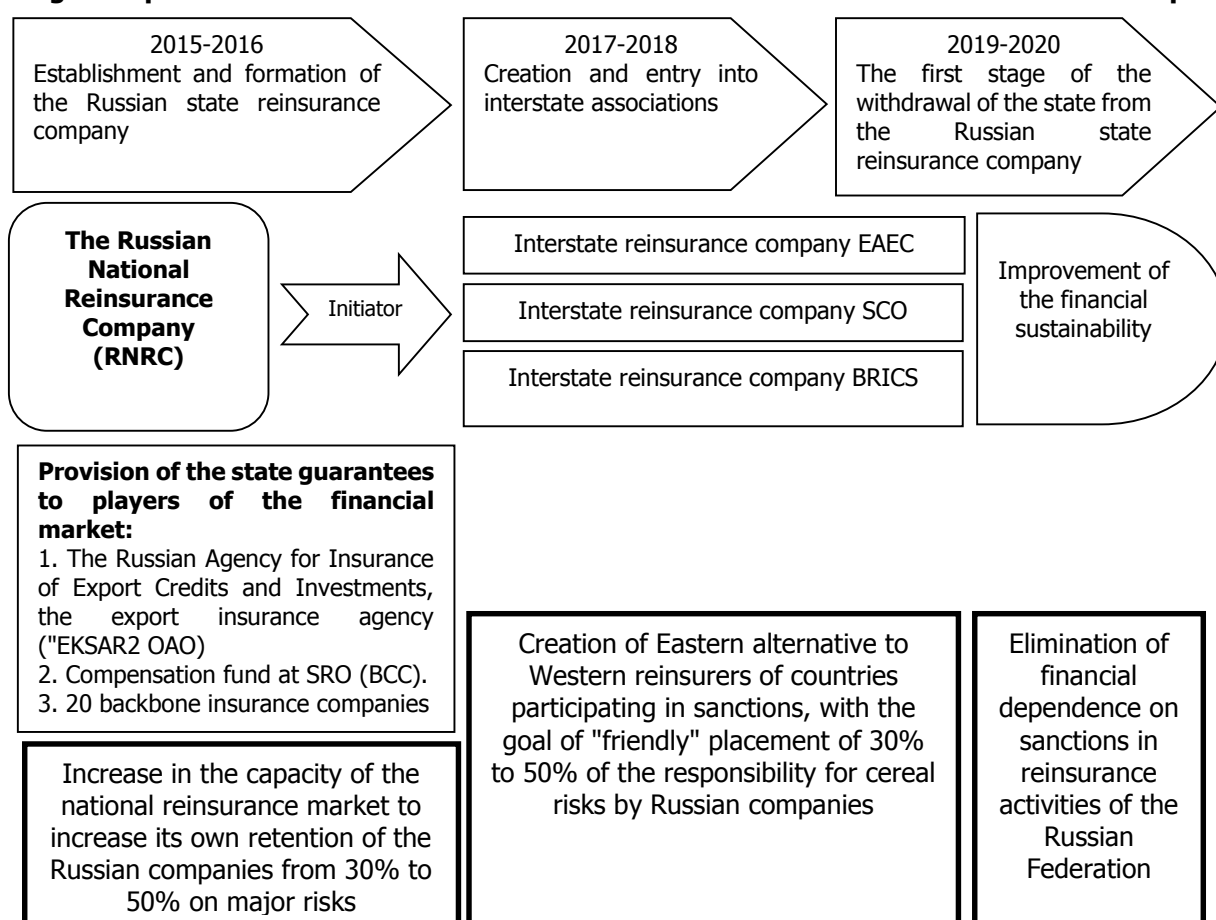 2015-2016
Establishment and formation of
the Russian state reinsurance
company
2017-2018
Creation and entry into
interstate associations
2019-2020
The first stage of the
withdrawal of the state from
the Russian state
reinsurance company
The Russian
National
Reinsurance
Company
(RNRC)
Initiator
Interstate reinsurance company EAEC
Interstate reinsurance company SCO
Interstate reinsurance company BRICS
Improvement of
the financial
sustainability
Provision of the state guarantees
to players of the financial
market:
1. The Russian Agency for Insurance
of Export Credits and Investments,
the export insurance agency
("EKSAR2 OAO)
2. Compensation fund at SRO (BCC).
3. 20 backbone insurance companies
Increase in the capacity of the
national reinsurance market to
increase its own retention of the
Russian companies from 30% to
50% on major risks
Creation of Eastern alternative to
Western reinsurers of countries
participating in sanctions, with the
goal of "friendly" placement of 30%
to 50% of the responsibility for cereal
risks by Russian companies
Elimination of
financial
dependence on
sanctions in
reinsurance
activities of the
Russian
Federation